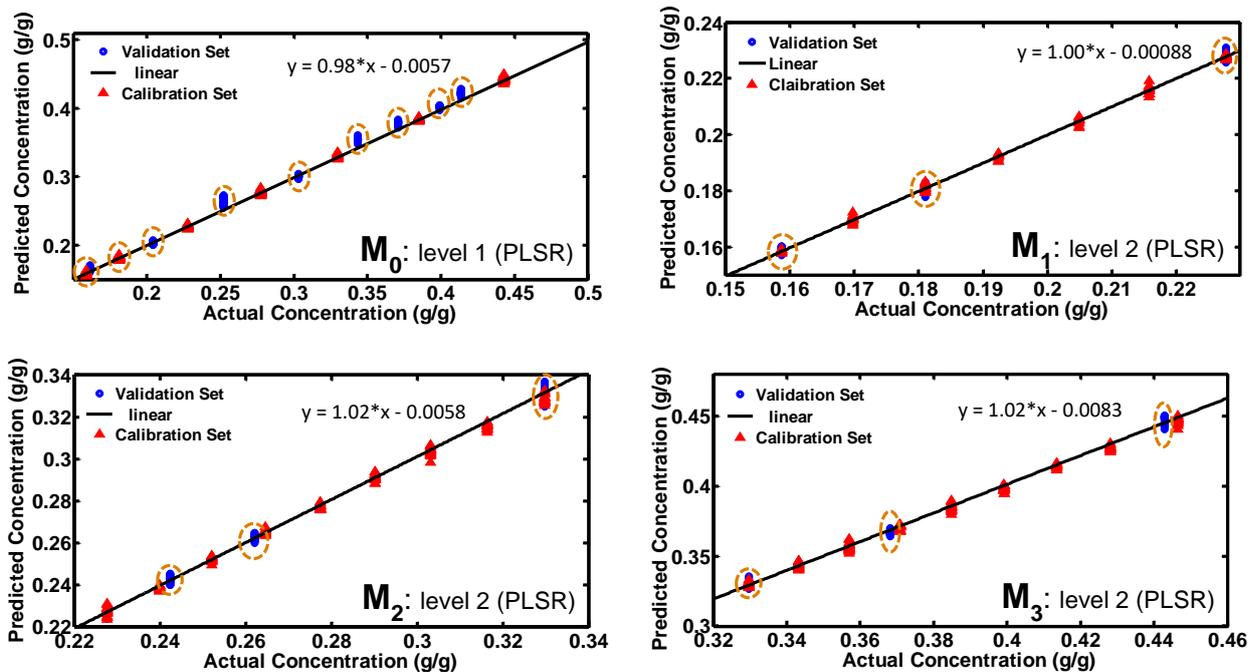 0.5
0.4
0.3
0.2
Predicted Concentration (g/g)
Validation Set
linear
Calibration Set
y = 0.98*x - 0.0057
M0: level 1 (PLSR)
0.2 0.25 0.3 0.35 0.4 0.45 0.5
Actual Concentration (g/g)
0.24
0.22
0.2
0.18
0.16
Predicted Concentration (g/g)
Validation Set
Linear
Claibration Set
y = 1.00*x - 0.00088
M1: level 2 (PLSR)
0.15 0.16 0.17 0.18 0.19 0.2 0.21 0.22
Actual Concentration (g/g)
0.34
0.32
0.3
0.28
0.26
0.24
0.22
Predicted Concentration (g/g)
Validation Set
linear
Calibration Set
y = 1.02*x - 0.0058
M2: level 2 (PLSR)
0.22 0.24 0.26 0.28 0.3 0.32 0.34
Actual Concentration (g/g)
0.45
0.4
0.35
0.3
Predicted Concentration (g/g)
Validation Set
linear
Calibration Set
y = 1.02*x - 0.0083
M3: level 2 (PLSR)
0.32 0.34 0.36 0.38 0.4 0.42 0.44 0.46
Actual Concentration (g/g)